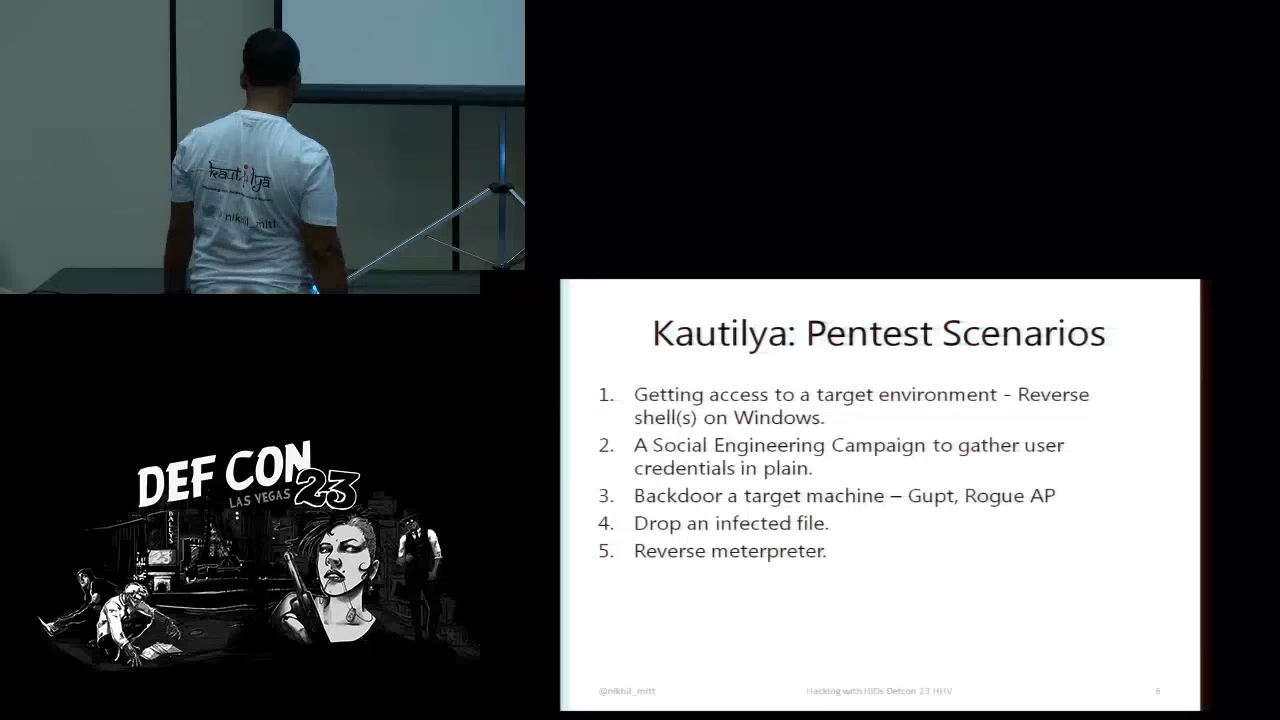 kautilya
nikhil_mitt
Kautilya: Pentest Scenarios
1. Getting access to a target environment - Reverse
shell(s) on Windows.
2. A Social Engineering Campaign to gather user
credentials in plain.
3. Backdoor a target machine – Gupt, Rogue AP
4. Drop an infected file.
5. Reverse meterpreter.
@nikhil_mitt
Hacking with HIDs Defcon 23 HHV
8
DEF CON
23
LAS VEGAS
BALLYS